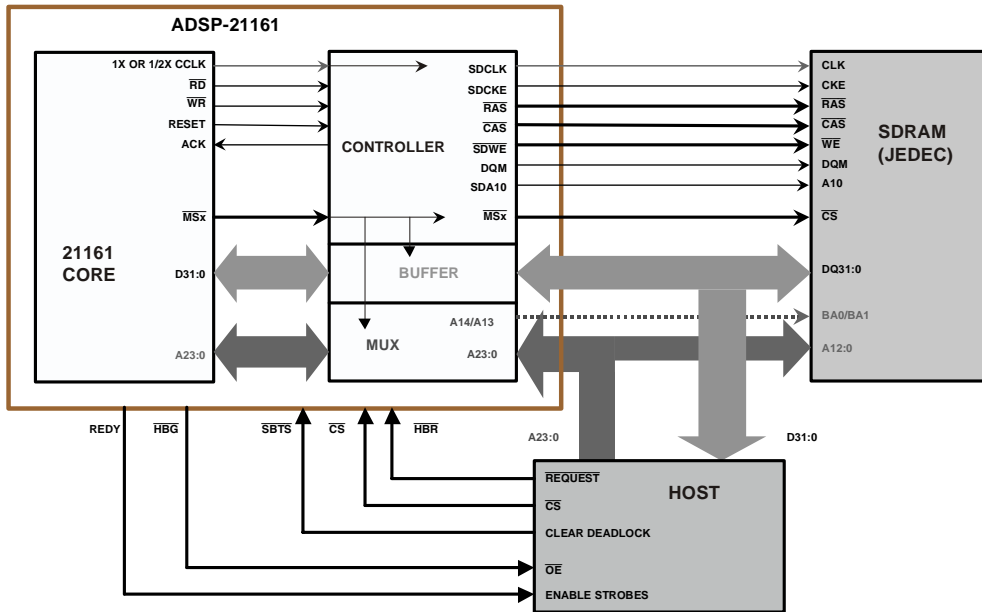 ADSP-21161
1X OR 1/2X CCLK
RD
WR
RESET
ACK
MSx
21161
CORE
D31:0
A23:0
SDCLK
SDCKE
RAS
CAS
CONTROLLER
SDWE
DQM
SDA10
MSx
BUFFER
A14/A13
MUX
A23:0
CLK
CKE
RAS
CAS
SDRAM
(JEDEC)
WE
DQM
A10
CS
DQ31:0
BA0/BA1
A12:0
REDY
HBG
SBTS
CS
HBR
A23:0
D31:0
REQUEST
HOST
CS
CLEAR DEADLOCK
OE
ENABLE STROBES